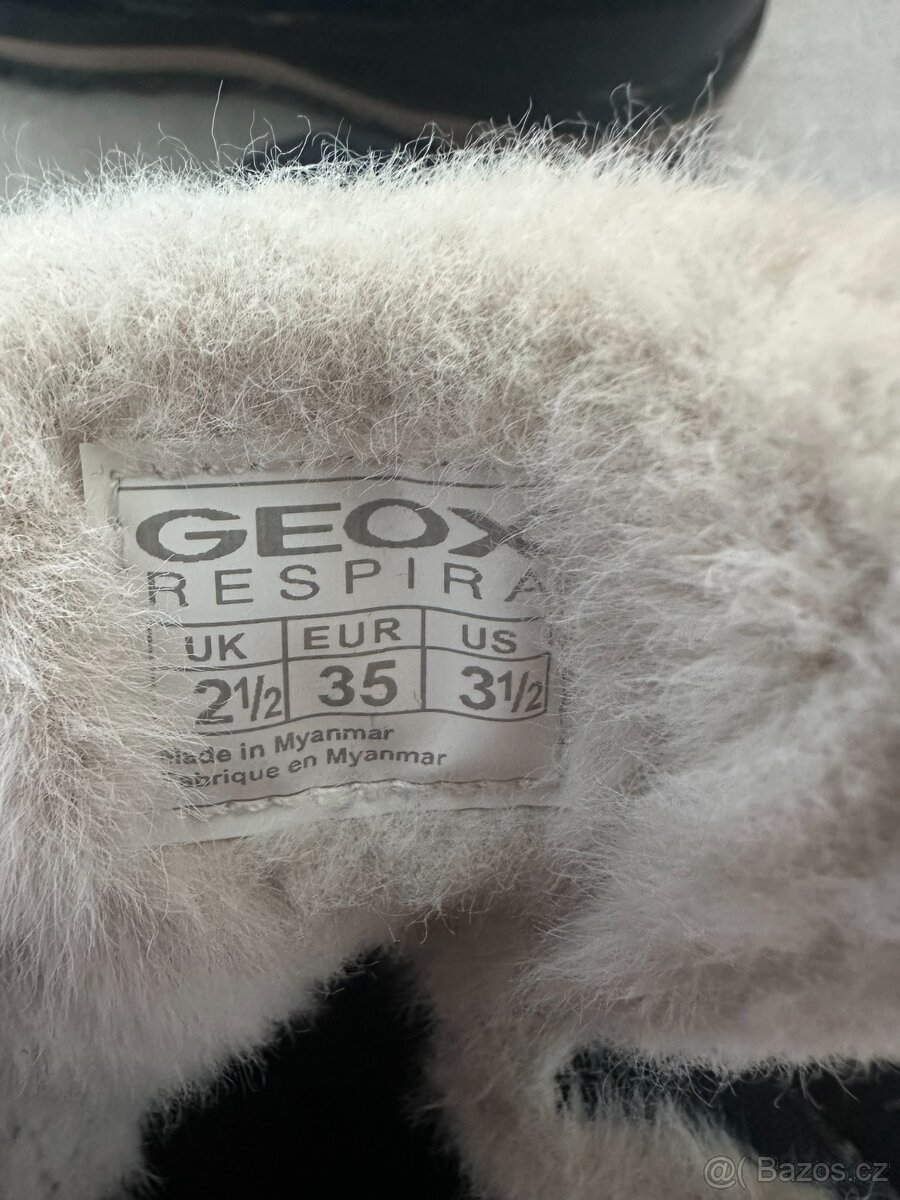 GEOX
RESPIRA
UK EUR US
2½ 35 3½
Made in Myanmar
Fabrique en Myanmar
@( Bazos.cz